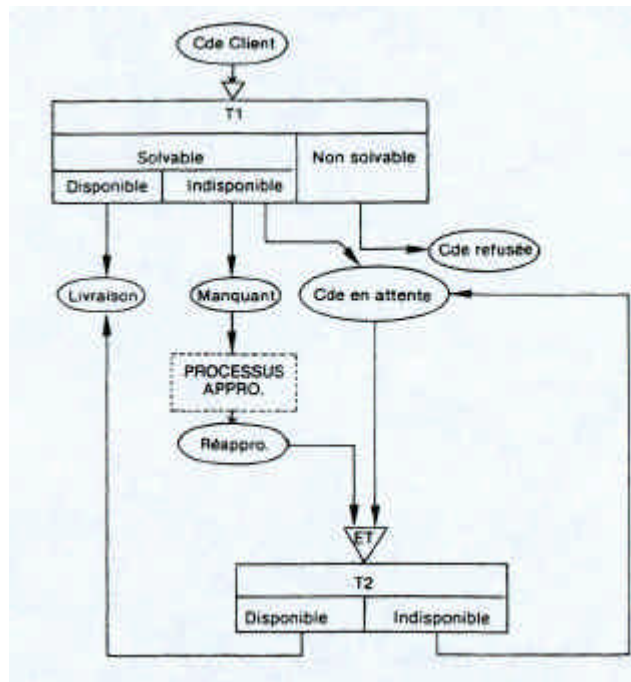 Cde Client
T1
Solvable
Non solvable
Disponible
Indisponible
Cde refusée
Livraison
Manquant
Cde en attente
PROCESSUS
APPRO.
Réappro.
ET
T2
Disponible
Indisponible